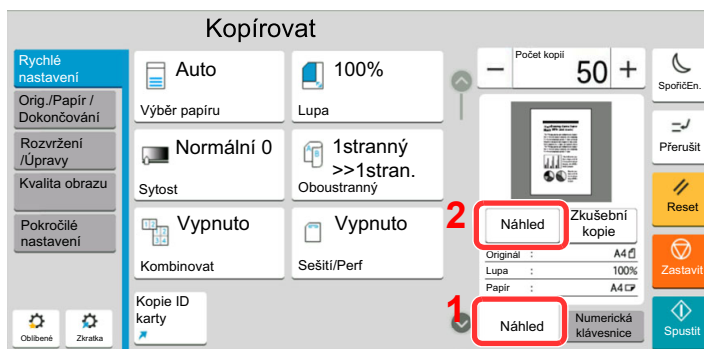 Kopírovat
Rychlé
nastavení
Orig./Papír /
Dokončování
Rozvržení
/Úpravy
Kvalita obrazu
Pokročilé
nastavení
Oblíbené
Zkratka
Auto
Výběr papíru
100%
Lupa
Normální 0
Sytost
1stranný
>>1stran.
Oboustranný
Vypnuto
Kombinovat
Vypnuto
Sešití/Perf
Kopie ID
karty
Počet kopií
− 50 +
2
Náhled
Zkušební
kopie
Originál : A4
Lupa : 100%
Papír : A4
1
Náhled
Numerická
klávesnice
SpořičEn.
Přerušit
Reset
Zastavit
Spustit